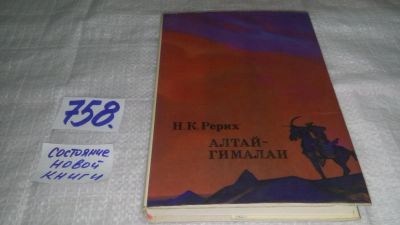 758.
СОСТОЯНИЕ
НОВОЙ
КНИГИ
Н.К.Рерих
АЛТАЙ-
ГИМАЛАИ